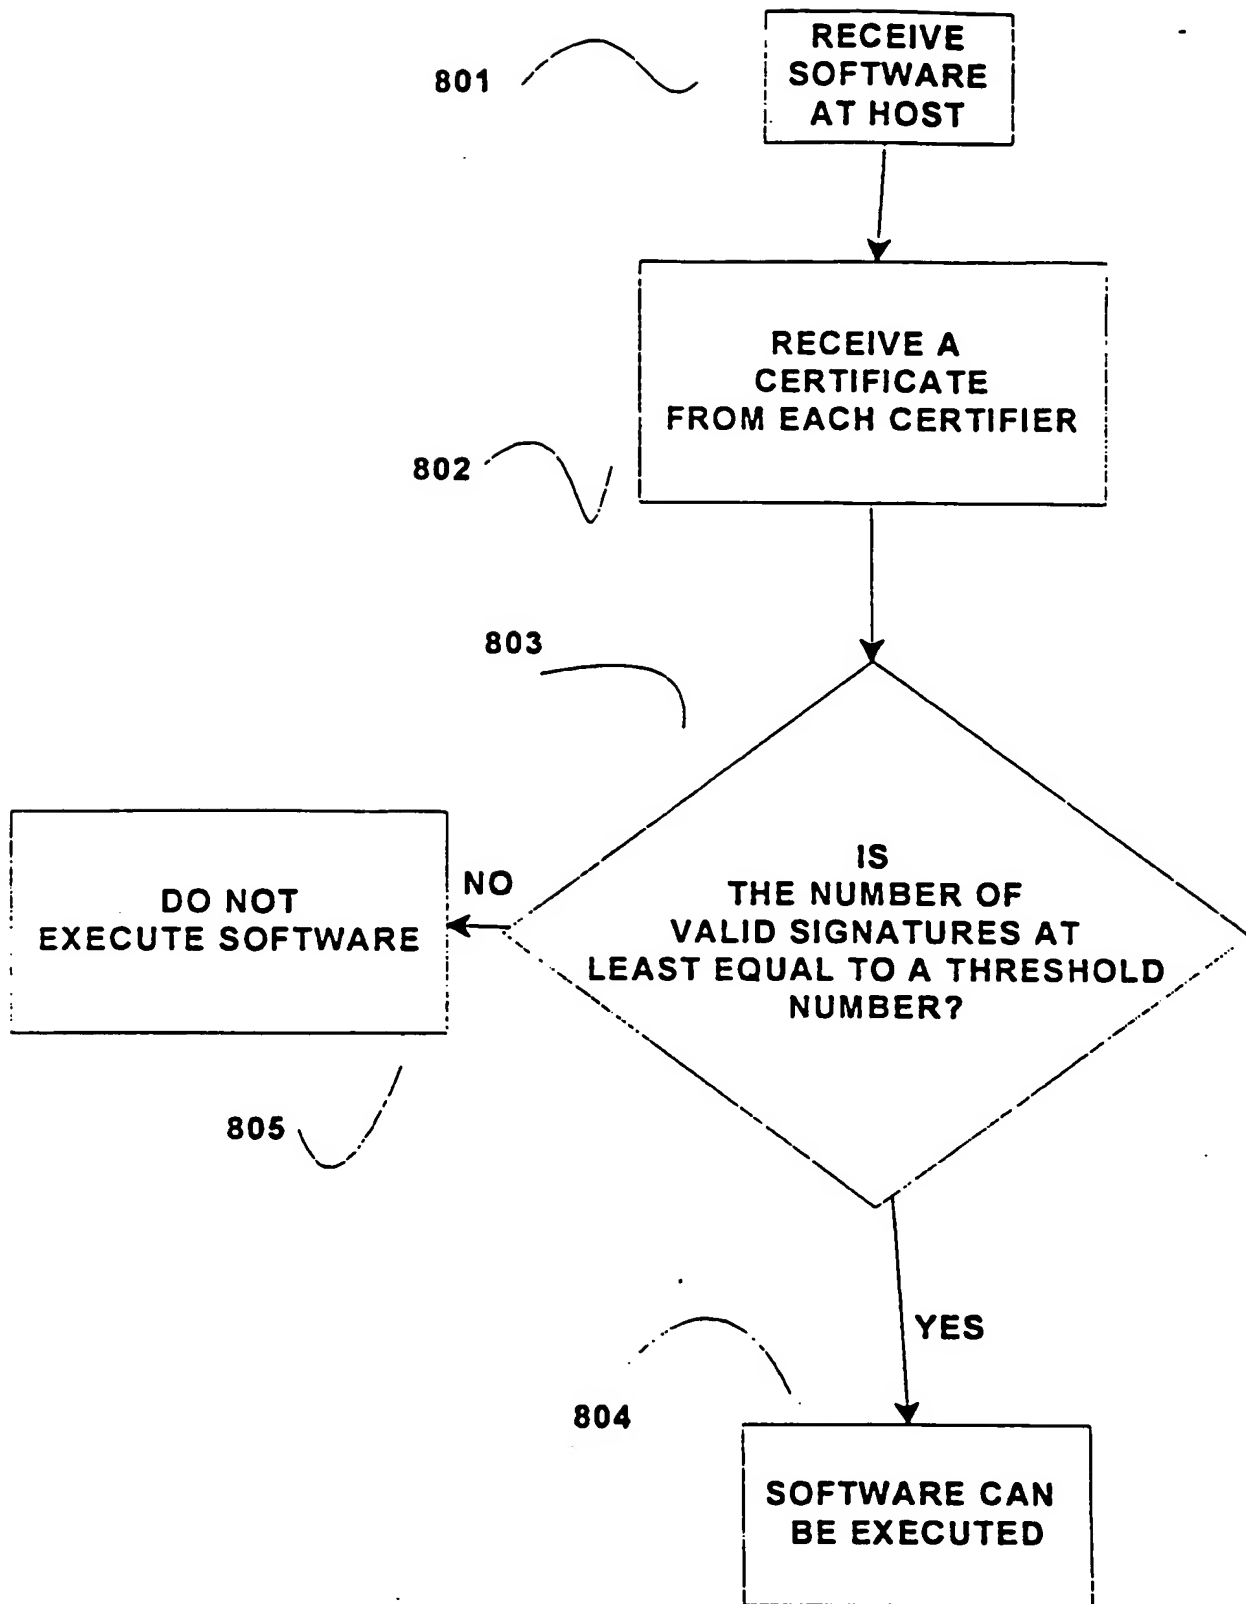 RECEIVE
SOFTWARE
AT HOST
801
RECEIVE A
CERTIFICATE
FROM EACH CERTIFIER
802
803
IS
THE NUMBER OF
VALID SIGNATURES AT
LEAST EQUAL TO A THRESHOLD
NUMBER?
NO
DO NOT
EXECUTE SOFTWARE
805
YES
804
SOFTWARE CAN
BE EXECUTED